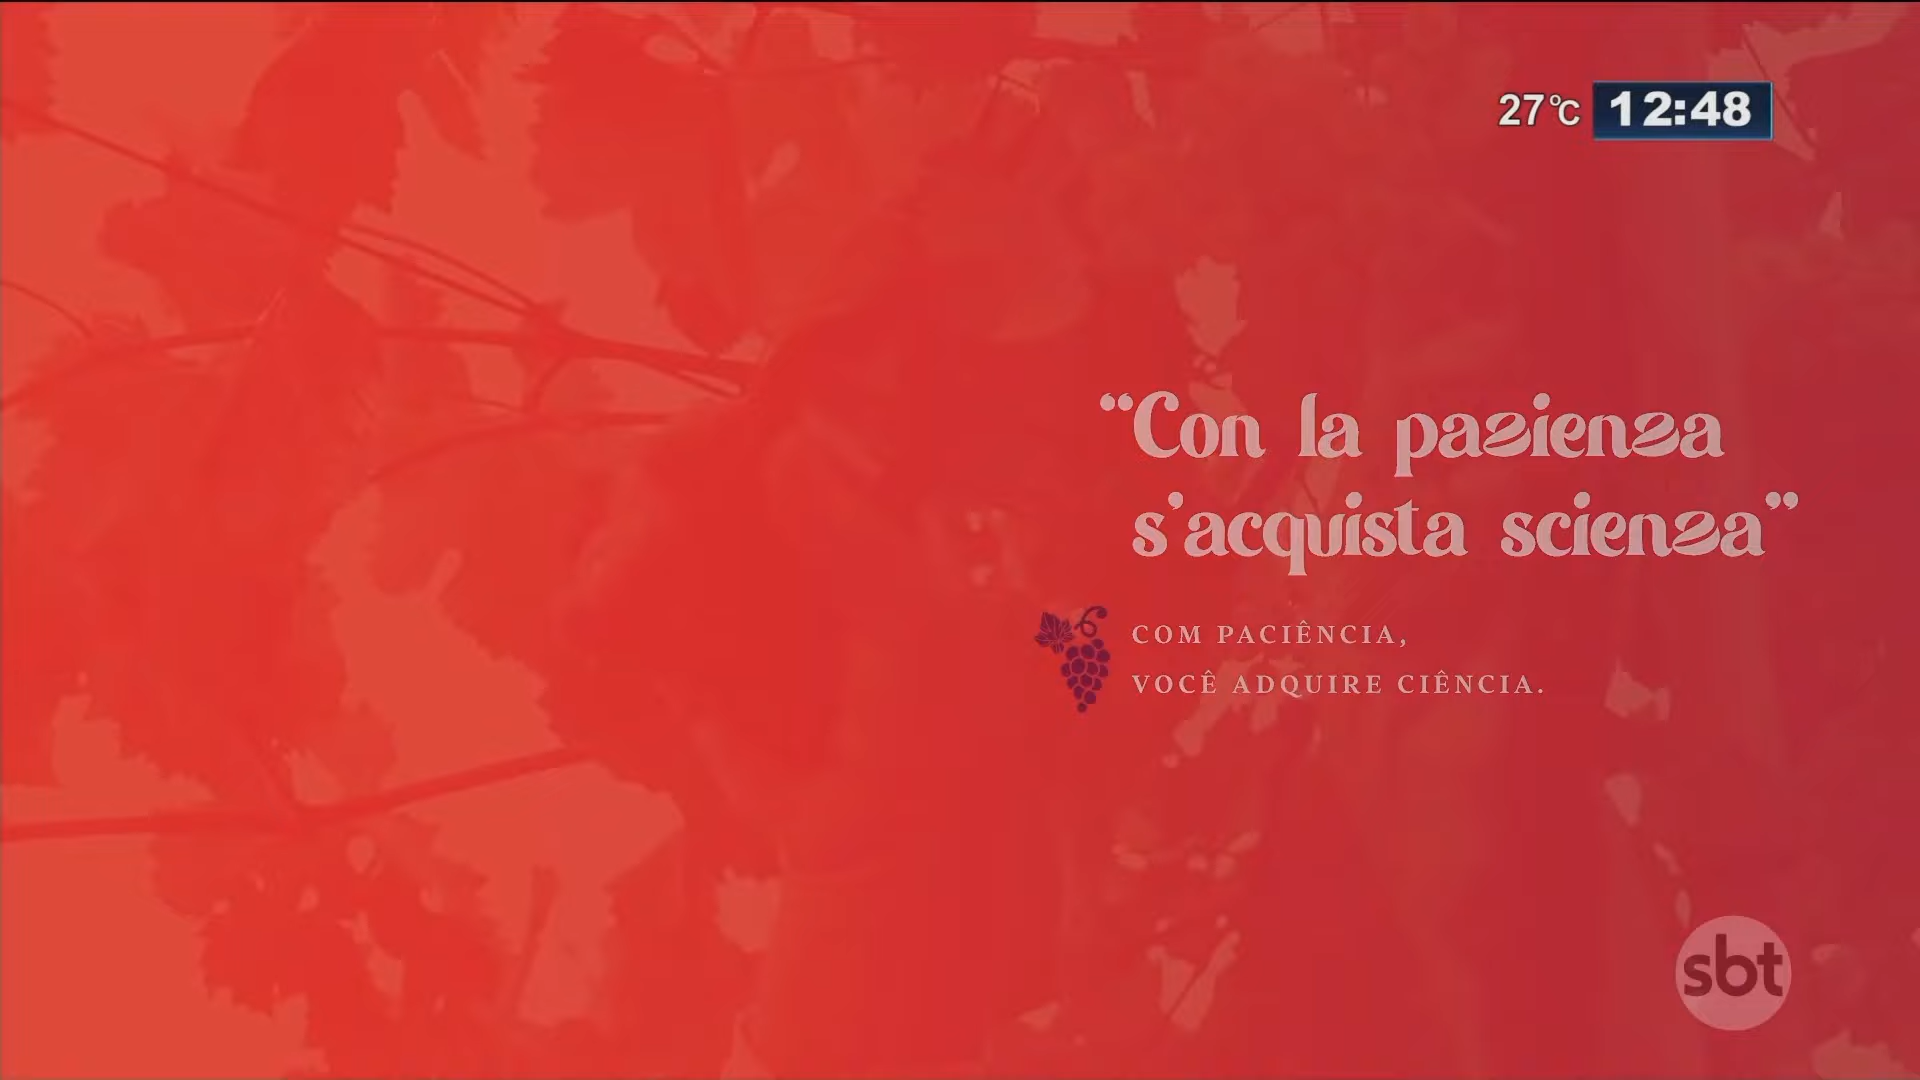 27°C 12:48
“Con la pazienza
s’acquista scienza”
COM PACIÊNCIA,
VOCÊ ADQUIRE CIÊNCIA.
sbt